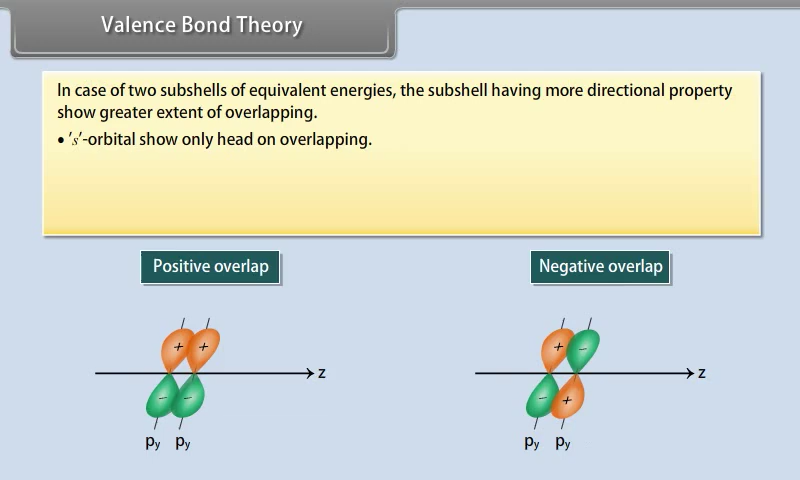 Valence Bond Theory
In case of two subshells of equivalent energies, the subshell having more directional property
show greater extent of overlapping.
• 's'-orbital show only head on overlapping.
Positive overlap
Negative overlap
+ +
z
− −
py py
+ −
z
− +
py py